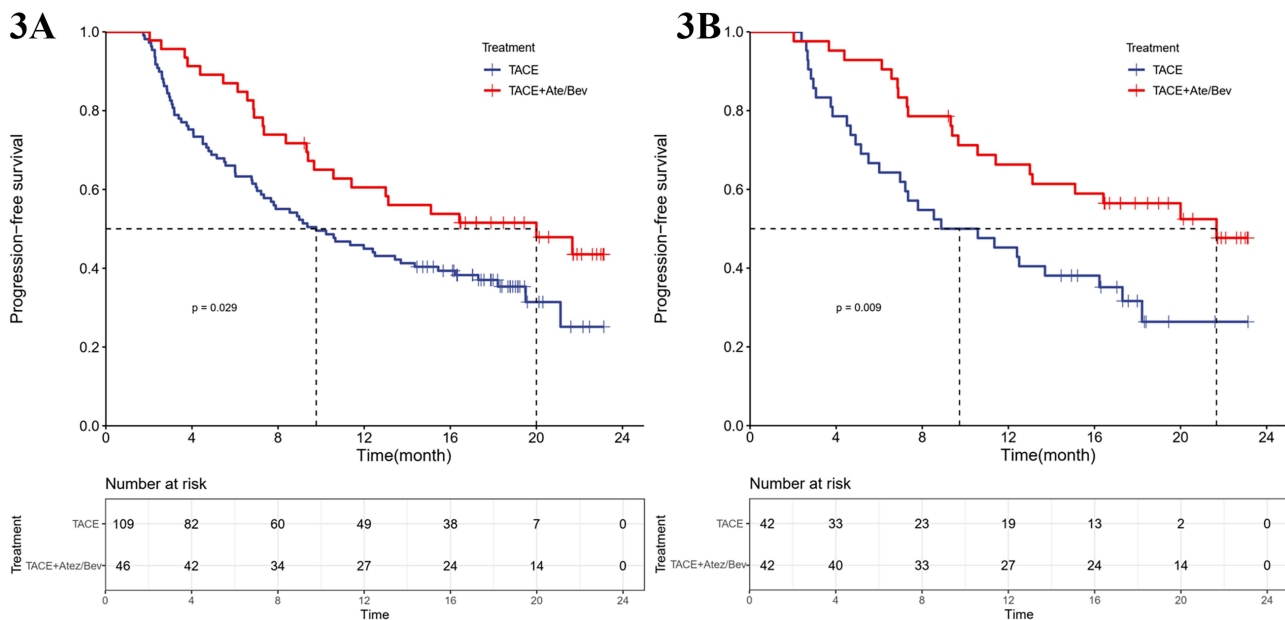 3A
Treatment
TACE
TACE+Ate/Bev
Progression−free survival
1.0
0.8
0.6
0.4
0.2
0.0
p = 0.029
0 4 8 12 16 20 24
Time(month)
Number at risk
Treatment
TACE 109 82 60 49 38 7 0
TACE+Atez/Bev 46 42 34 27 24 14 0
0 4 8 12 16 20 24
Time
3B
Treatment
TACE
TACE+Ate/Bev
Progression−free survival
1.0
0.8
0.6
0.4
0.2
0.0
p = 0.009
0 4 8 12 16 20 24
Time(month)
Number at risk
Treatment
TACE 42 33 23 19 13 2 0
TACE+Atez/Bev 42 40 33 27 24 14 0
0 4 8 12 16 20 24
Time